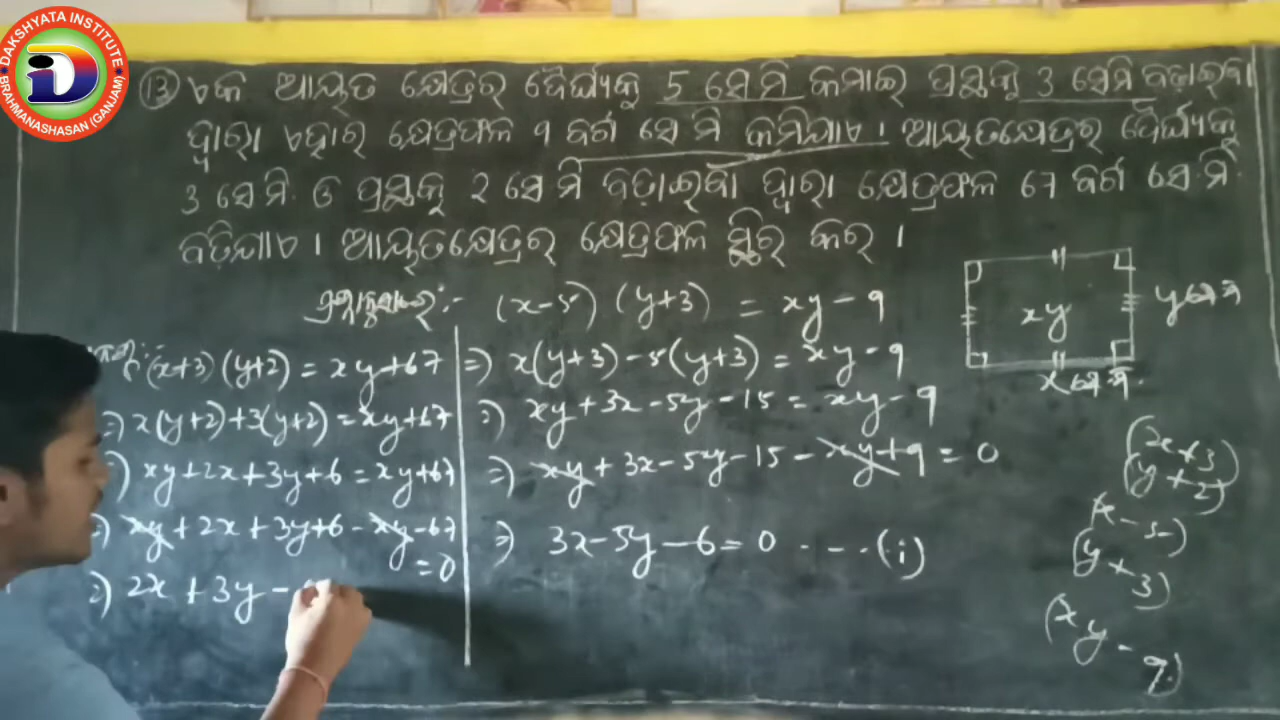 DAKSHYATA INSTITUTE
BRAHMANASHASAN (GANJAM)
(13) ଏକ ଆୟତ କ୍ଷେତ୍ରର ଦୈର୍ଘ୍ୟକୁ 5 ସେ ମି କମାଇ ପ୍ରସ୍ଥକୁ 3 ସେ ମି ବଢ଼ାଇବା
ଦ୍ୱାରା ଏହାର କ୍ଷେତ୍ରଫଳ 9 ବର୍ଗ ସେ ମି କମିଯାଏ । ଆୟତକ୍ଷେତ୍ରର ଦୈର୍ଘ୍ୟକୁ
3 ସେ ମି. ଓ ପ୍ରସ୍ଥକୁ 2 ସେ ମି ବଢ଼ାଇବା ଦ୍ୱାରା କ୍ଷେତ୍ରଫଳ 67 ବର୍ଗ ସେ.ମି.
ବଢ଼ିଯାଏ । ଆୟତକ୍ଷେତ୍ରର କ୍ଷେତ୍ରଫଳ ସ୍ଥିର କର ।
ପ୍ରଶ୍ନାନୁସାରେ:- (x-5) (y+3) = xy - 9
⇒) x(y+3) - 5(y+3) = xy - 9
⇒) xy + 3x - 5y - 15 = xy - 9
⇒) xy + 3x - 5y - 15 - xy + 9 = 0
⇒) 3x - 5y - 6 = 0 - - - (i)
(x+3) (y+2) = xy + 67
⇒) x(y+2) + 3(y+2) = xy + 67
⇒) xy + 2x + 3y + 6 = xy + 67
⇒) xy + 2x + 3y + 6 - xy - 67
= 0
⇒) 2x + 3y -
xy
y ସେ ମି
x ସେ ମି.
(x + 3)
(y + 2)
(x - 5)
(y + 3)
(xy - 9)